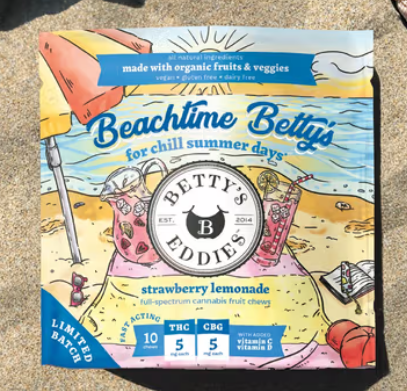 all natural ingredients
made with organic fruits & veggies
vegan • gluten free • dairy free
Beachtime Betty's
for chill summer days
BETTY'S
EST. 2014
B
EDDIES
strawberry lemonade
full-spectrum cannabis fruit chews
LIMITED
BATCH
FAST ACTING
10
chews
THC
5
mg each
CBG
5
mg each
WITH ADDED
vitamin C
vitamin D